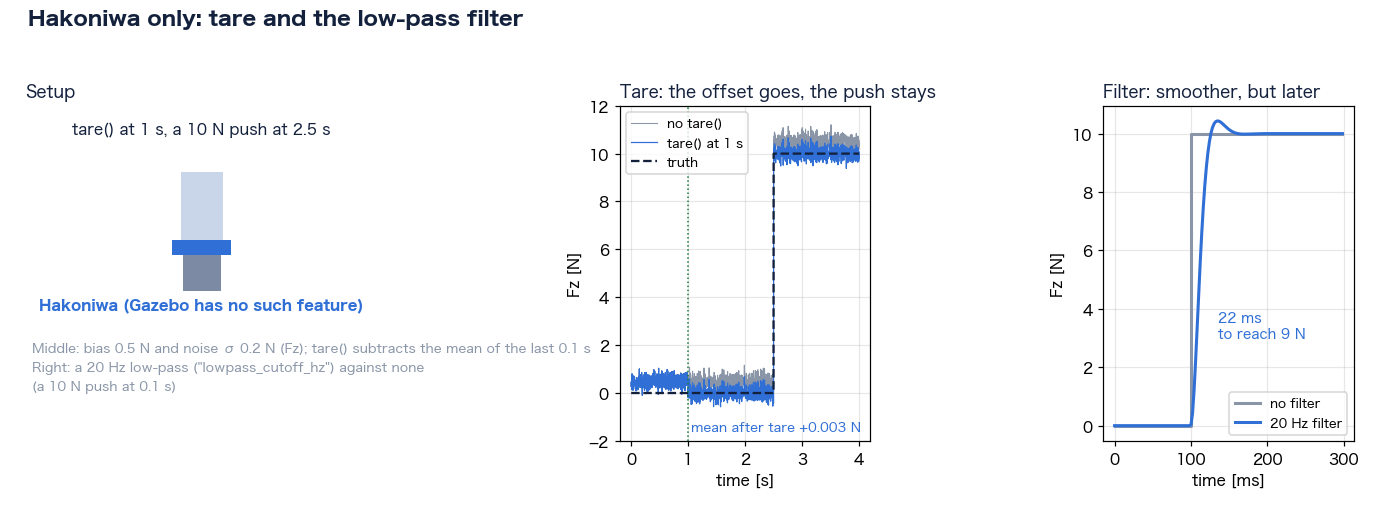 Hakoniwa only: tare and the low-pass filter
Setup
tare() at 1 s, a 10 N push at 2.5 s
Hakoniwa (Gazebo has no such feature)
Middle: bias 0.5 N and noise σ 0.2 N (Fz); tare() subtracts the mean of the last 0.1 s
Right: a 20 Hz low-pass ("lowpass_cutoff_hz") against none
(a 10 N push at 0.1 s)
Tare: the offset goes, the push stays
Fz [N]
12
10
8
6
4
2
0
−2
no tare()
tare() at 1 s
truth
mean after tare +0.003 N
0 1 2 3 4
time [s]
Filter: smoother, but later
Fz [N]
10
8
6
4
2
0
22 ms
to reach 9 N
no filter
20 Hz filter
0 100 200 300
time [ms]